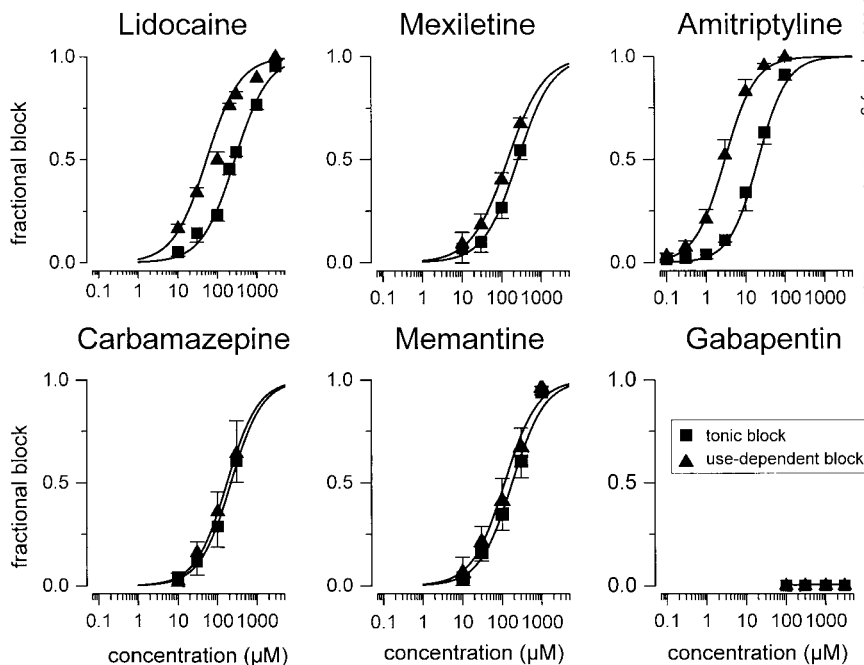 Lidocaine
Mexiletine
Amitriptyline
fractional block
1.0
0.5
0.0
0.1 1 10 100 1000
1.0
0.5
0.0
0.1 1 10 100 1000
1.0
0.5
0.0
0.1 1 10 100 1000
Carbamazepine
Memantine
Gabapentin
fractional block
1.0
0.5
0.0
0.1 1 10 100 1000
concentration (µM)
1.0
0.5
0.0
0.1 1 10 100 1000
concentration (µM)
1.0
tonic block
use-dependent block
0.5
0.0
0.1 1 10 100 1000
concentration (µM)